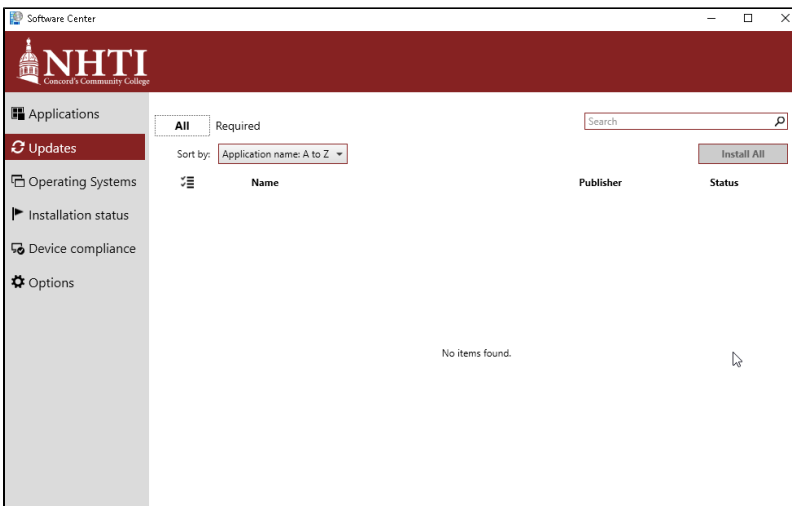 Software Center
NHTI
Concord's Community College
Applications
Updates
Operating Systems
Installation status
Device compliance
Options
All Required
Search
Sort by: Application name: A to Z
Install All
Name Publisher Status
No items found.